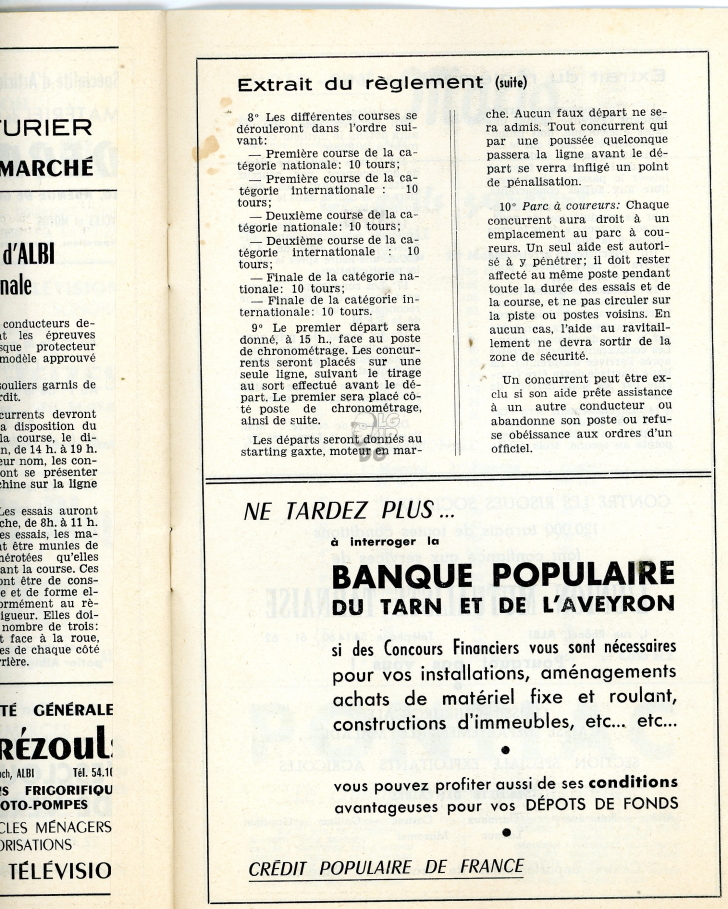 TURIER
MARCHÉ
d'ALBI
nale
conducteurs de-
t les épreuves
sque protecteur
modèle approuvé
souliers garnis de
rdit.
currents devront
a disposition du
la course, le di-
n, de 14 h. à 19 h.
eur nom, les con-
ont se présenter
chine sur la ligne
Les essais auront
che, de 8h. à 11 h.
es essais, les ma-
nt être munies de
nérotées qu'elles
ant la course. Ces
ont être de cons-
e et de forme el-
ormément au rè-
igueur. Elles doi-
nombre de trois:
t face à la roue,
es de chaque côté
rrière.
TÉ GÉNÉRALE
RÉZOULS
ch, ALBI Tél. 54.10
S FRIGORIFIQU
OTO-POMPES
CLES MÉNAGERS
ORISATIONS
TÉLÉVISIO
Extrait du règlement (suite)
8° Les différentes courses se
dérouleront dans l'ordre sui-
vant:
— Première course de la ca-
tégorie nationale: 10 tours;
— Première course de la ca-
tégorie internationale : 10
tours;
— Deuxième course de la ca-
tégorie nationale: 10 tours;
— Deuxième course de la ca-
tégorie internationale : 10
tours;
— Finale de la catégorie na-
tionale: 10 tours;
— Finale de la catégorie in-
ternationale: 10 tours.
9° Le premier départ sera
donné, à 15 h., face au poste
de chronométrage. Les concur-
rents seront placés sur une
seule ligne, suivant le tirage
au sort effectué avant le dé-
part. Le premier sera placé cô-
té poste de chronométrage,
ainsi de suite.
Les départs seront donnés au
starting gaxte, moteur en mar-
che. Aucun faux départ ne se-
ra admis. Tout concurrent qui
par une poussée quelconque
passera la ligne avant le dé-
part se verra infligé un point
de pénalisation.
10° Parc à coureurs: Chaque
concurrent aura droit à un
emplacement au parc à cou-
reurs. Un seul aide est autori-
sé à y pénétrer; il doit rester
affecté au même poste pendant
toute la durée des essais et de
la course, et ne pas circuler sur
la piste ou postes voisins. En
aucun cas, l'aide au ravitail-
lement ne devra sortir de la
zone de sécurité.
Un concurrent peut être ex-
clu si son aide prête assistance
à un autre conducteur ou
abandonne son poste ou refu-
se obéissance aux ordres d'un
officiel.
NE TARDEZ PLUS...
à interroger la
BANQUE POPULAIRE
DU TARN ET DE L'AVEYRON
si des Concours Financiers vous sont nécessaires
pour vos installations, aménagements
achats de matériel fixe et roulant,
constructions d'immeubles, etc... etc...
vous pouvez profiter aussi de ses conditions
avantageuses pour vos DÉPOTS DE FONDS
CRÉDIT POPULAIRE DE FRANCE